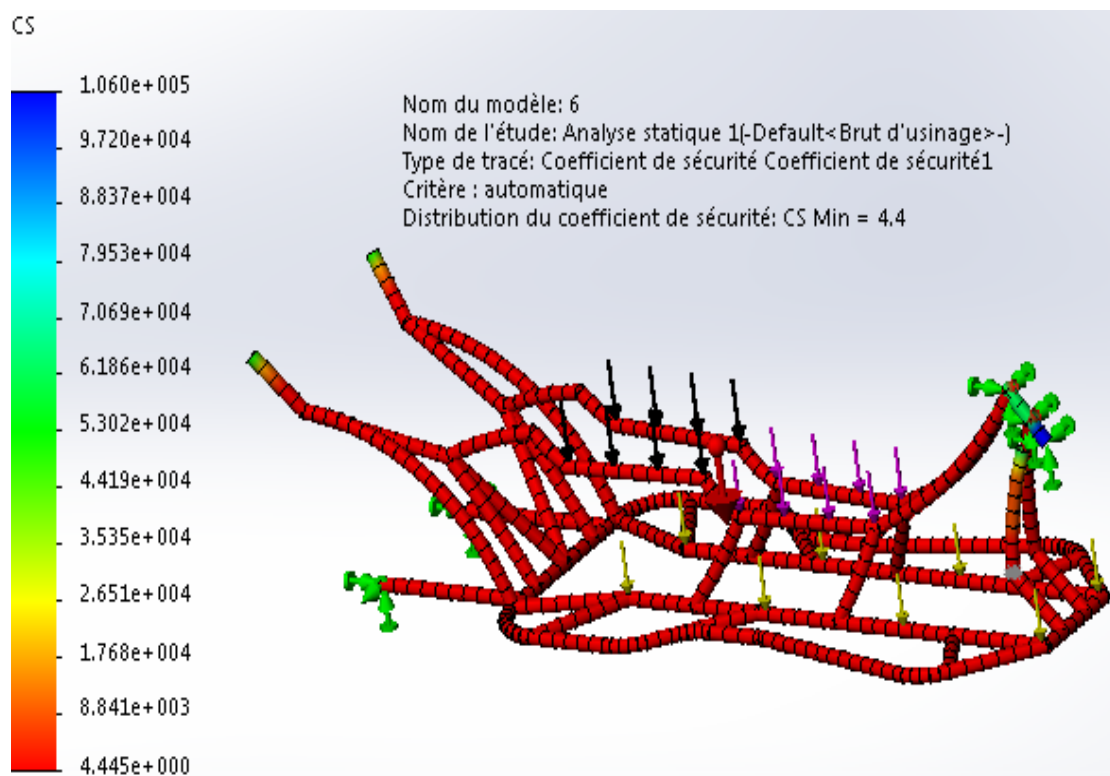 CS
1.060e+005
9.720e+004
8.837e+004
7.953e+004
7.069e+004
6.186e+004
5.302e+004
4.419e+004
3.535e+004
2.651e+004
1.768e+004
8.841e+003
4.445e+000
Nom du modèle: 6
Nom de l'étude: Analyse statique 1(-Default<Brut d'usinage>-)
Type de tracé: Coefficient de sécurité Coefficient de sécurité1
Critère : automatique
Distribution du coefficient de sécurité: CS Min = 4.4